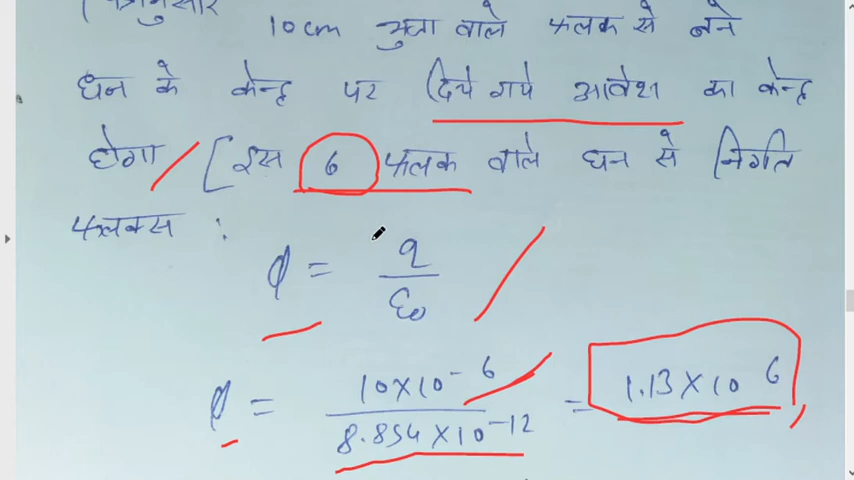 10cm भुजा वाले फलक से बने
घन के केन्द्र पर दिये गये आवेश का केन्द्र
होगा / [इस 6 फलक वाले घन से निर्गत
फलक्स :
φ = q/ε₀
φ = 10×10⁻⁶ / 8.854×10⁻¹² = 1.13×10⁶,